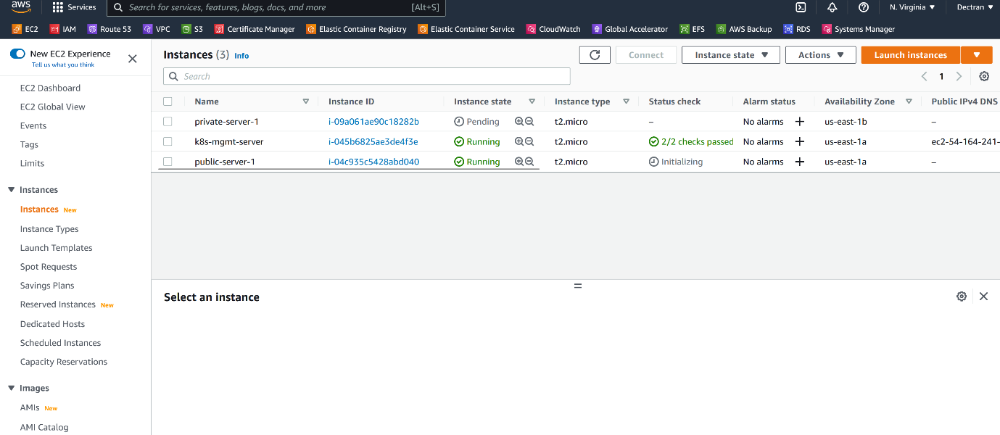 aws Services Search for services, features, blogs, docs, and more [Alt+S] N. Virginia ▼ Dectran ▼
EC2 IAM Route 53 VPC S3 Certificate Manager Elastic Container Registry Elastic Container Service CloudWatch Global Accelerator EFS AWS Backup RDS Systems Manager
New EC2 Experience
Tell us what you think
EC2 Dashboard
EC2 Global View
Events
Tags
Limits
Instances
Instances New
Instance Types
Launch Templates
Spot Requests
Savings Plans
Reserved Instances New
Dedicated Hosts
Scheduled Instances
Capacity Reservations
Images
AMIs New
AMI Catalog
Instances (3) Info Connect Instance state ▼ Actions ▼ Launch instances ▼
Search
1
Name Instance ID Instance state Instance type Status check Alarm status Availability Zone Public IPv4 DNS
private-server-1 i-09a061ae90c18282b Pending t2.micro – No alarms + us-east-1b –
k8s-mgmt-server i-045b6825ae3de4f3e Running t2.micro 2/2 checks passed No alarms + us-east-1a ec2-54-164-241-
public-server-1 i-04c935c5428abd040 Running t2.micro Initializing No alarms + us-east-1a –
Select an instance